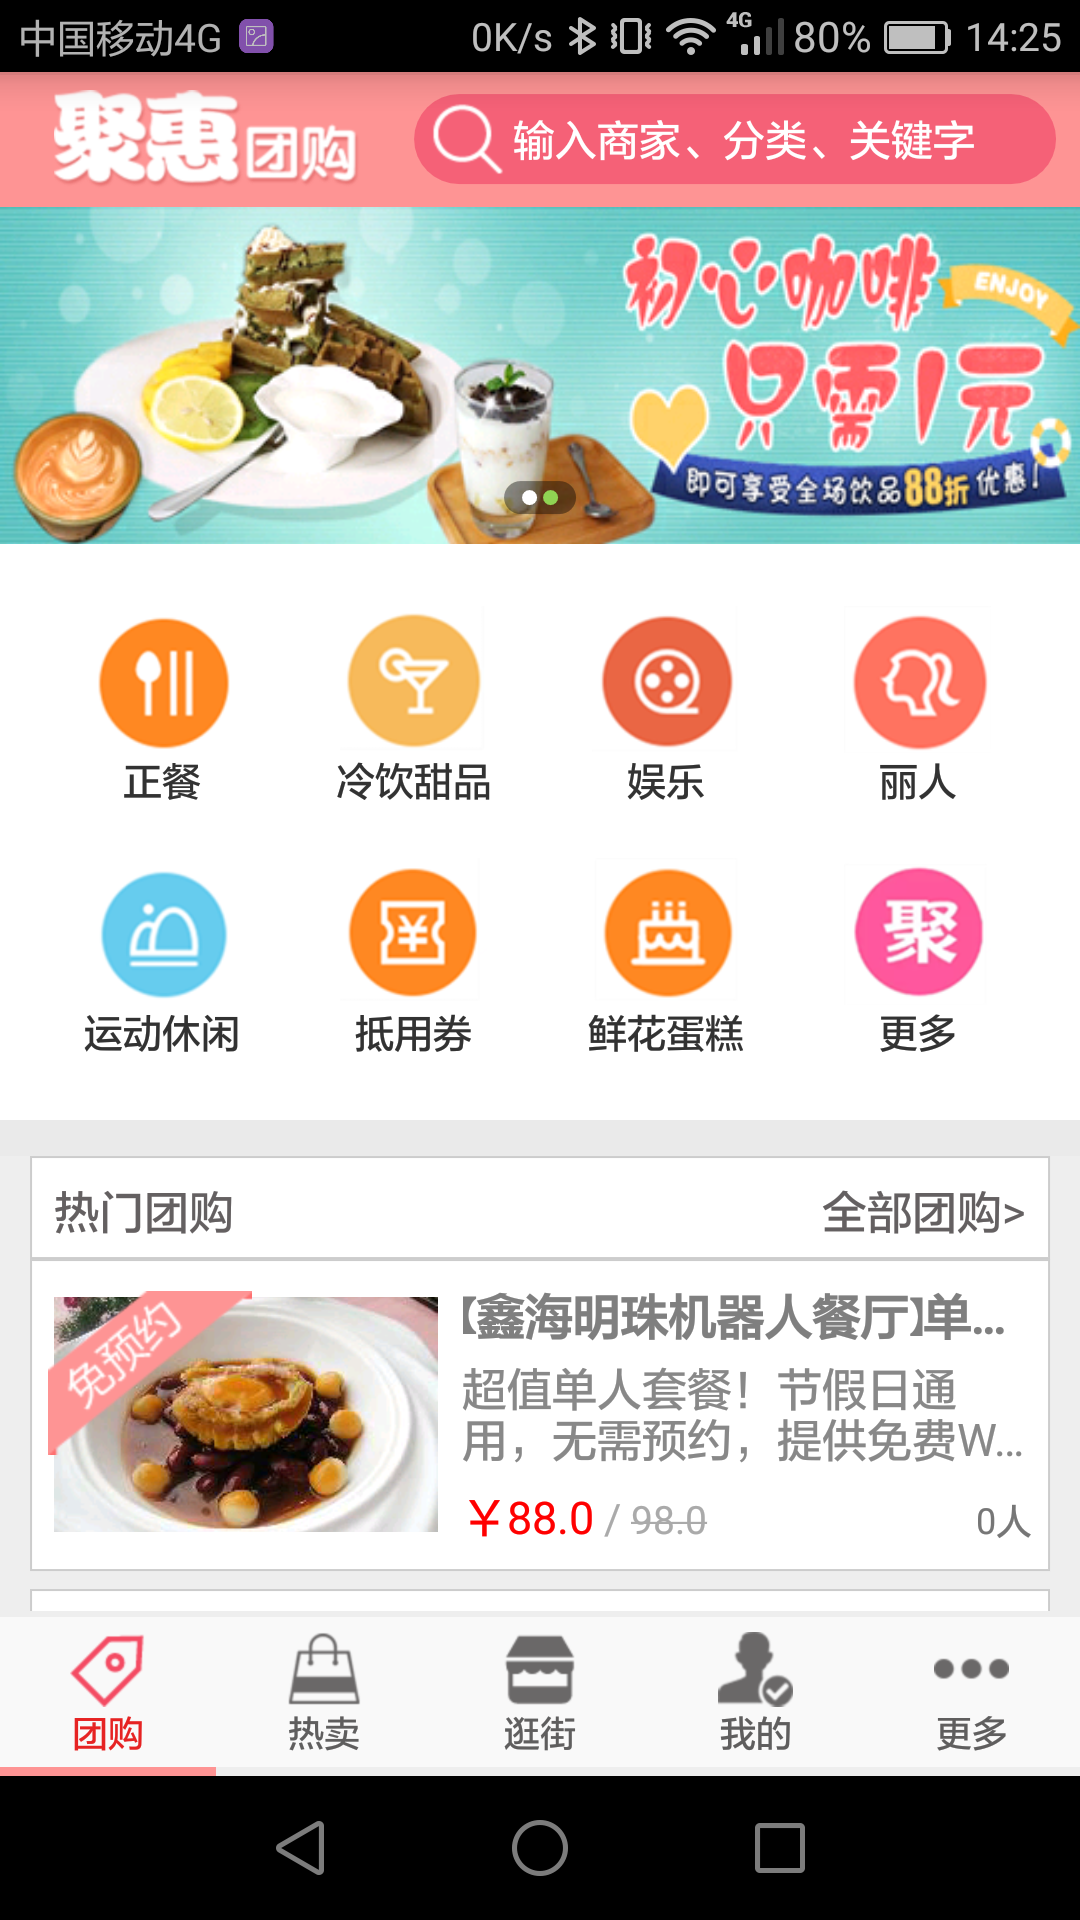 中国移动4G 0K/s 4G 80% 14:25
聚惠团购 输入商家、分类、关键字
初心咖啡 ENJOY
只需1元
即可享受全场饮品88折优惠!
正餐 冷饮甜品 娱乐 丽人
聚
运动休闲 抵用券 鲜花蛋糕 更多
热门团购 全部团购>
免预约
【鑫海明珠机器人餐厅】单...
超值单人套餐！节假日通
用，无需预约，提供免费W...
￥88.0 / 98.0 0人
团购 热卖 逛街 我的 更多